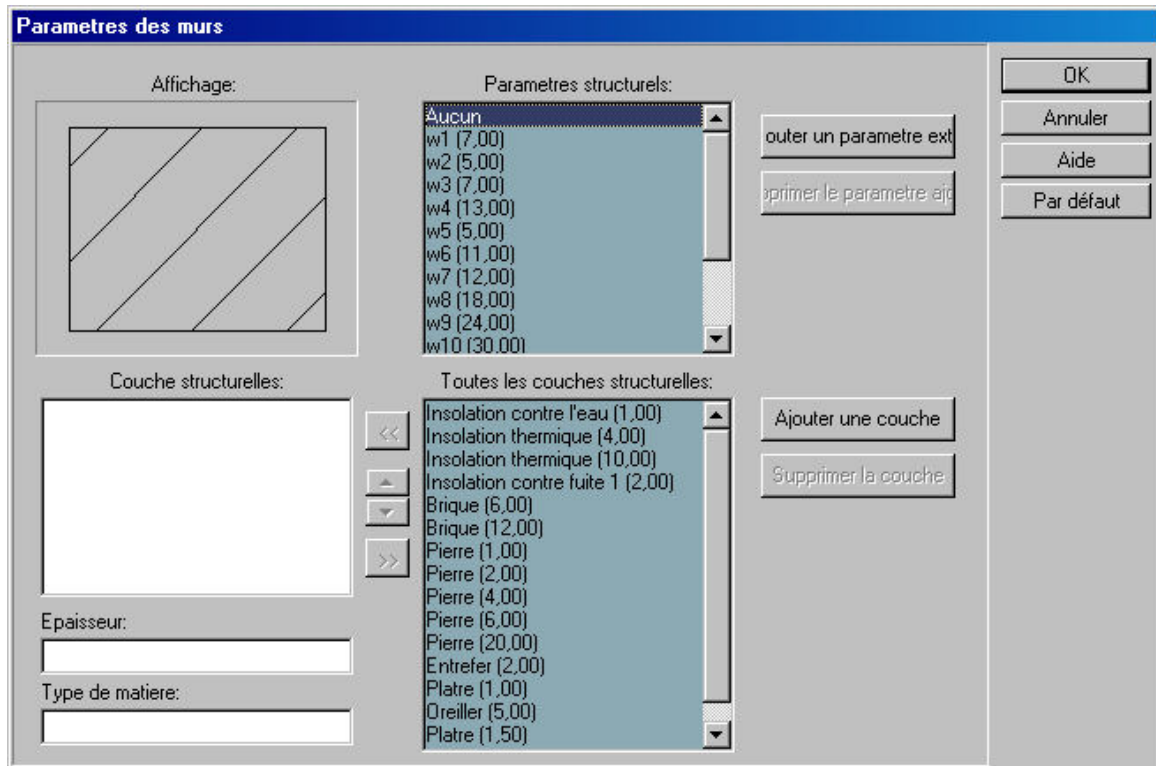 Parametres des murs
Affichage:
Parametres structurels:
Aucun
w1 (7,00)
w2 (5,00)
w3 (7,00)
w4 (13,00)
w5 (5,00)
w6 (11,00)
w7 (12,00)
w8 (18,00)
w9 (24,00)
w10 (30,00)
outer un parametre ext
primer le parametre ajo
OK
Annuler
Aide
Par défaut
Couche structurelles:
<<
>>
Epaisseur:
Type de matiere:
Toutes les couches structurelles:
Insolation contre l'eau (1,00)
Insolation thermique (4,00)
Insolation thermique (10,00)
Insolation contre fuite 1 (2,00)
Brique (6,00)
Brique (12,00)
Pierre (1,00)
Pierre (2,00)
Pierre (4,00)
Pierre (6,00)
Pierre (20,00)
Entrefer (2,00)
Platre (1,00)
Oreiller (5,00)
Platre (1,50)
Ajouter une couche
Supprimer la couche